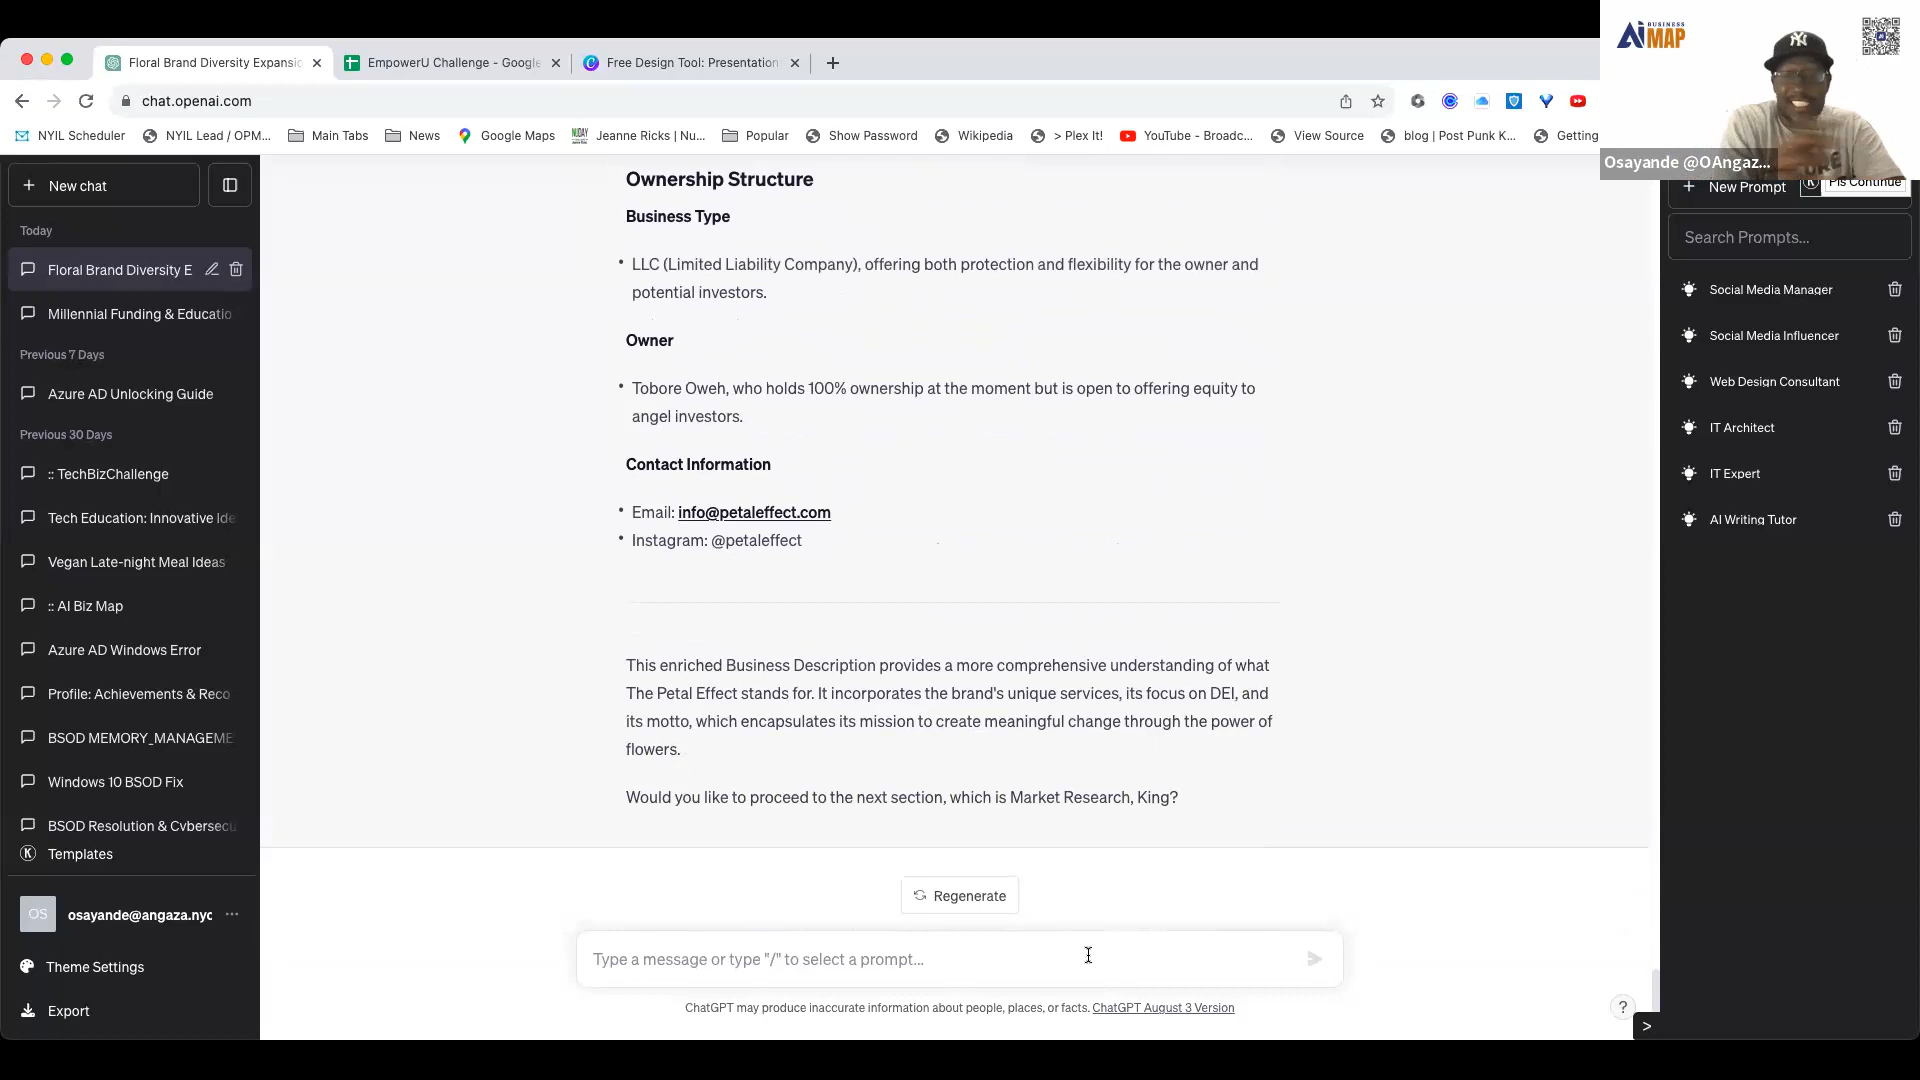 Floral Brand Diversity Expansio
EmpowerU Challenge - Google
Free Design Tool: Presentation
chat.openai.com
NYIL Scheduler
NYIL Lead / OPM...
Main Tabs
News
Google Maps
Jeanne Ricks | Nu...
Popular
Show Password
Wikipedia
> Plex It!
YouTube - Broadc...
View Source
blog | Post Punk K...
Getting
BUSINESS
Ai MAP
Osayande @OAngaz...
New chat
Today
Floral Brand Diversity E
Millennial Funding & Educatio
Previous 7 Days
Azure AD Unlocking Guide
Previous 30 Days
:: TechBizChallenge
Tech Education: Innovative Ide
Vegan Late-night Meal Ideas
:: AI Biz Map
Azure AD Windows Error
Profile: Achievements & Reco
BSOD MEMORY_MANAGEME
Windows 10 BSOD Fix
BSOD Resolution & Cybersecu
Templates
OS
osayande@angaza.nyc
Theme Settings
Export
Ownership Structure
Business Type
• LLC (Limited Liability Company), offering both protection and flexibility for the owner and
potential investors.
Owner
• Tobore Oweh, who holds 100% ownership at the moment but is open to offering equity to
angel investors.
Contact Information
• Email: info@petaleffect.com
• Instagram: @petaleffect
This enriched Business Description provides a more comprehensive understanding of what
The Petal Effect stands for. It incorporates the brand's unique services, its focus on DEI, and
its motto, which encapsulates its mission to create meaningful change through the power of
flowers.
Would you like to proceed to the next section, which is Market Research, King?
Regenerate
Type a message or type "/" to select a prompt...
ChatGPT may produce inaccurate information about people, places, or facts. ChatGPT August 3 Version
?
>
New Prompt
Pls Continue
Search Prompts...
Social Media Manager
Social Media Influencer
Web Design Consultant
IT Architect
IT Expert
AI Writing Tutor